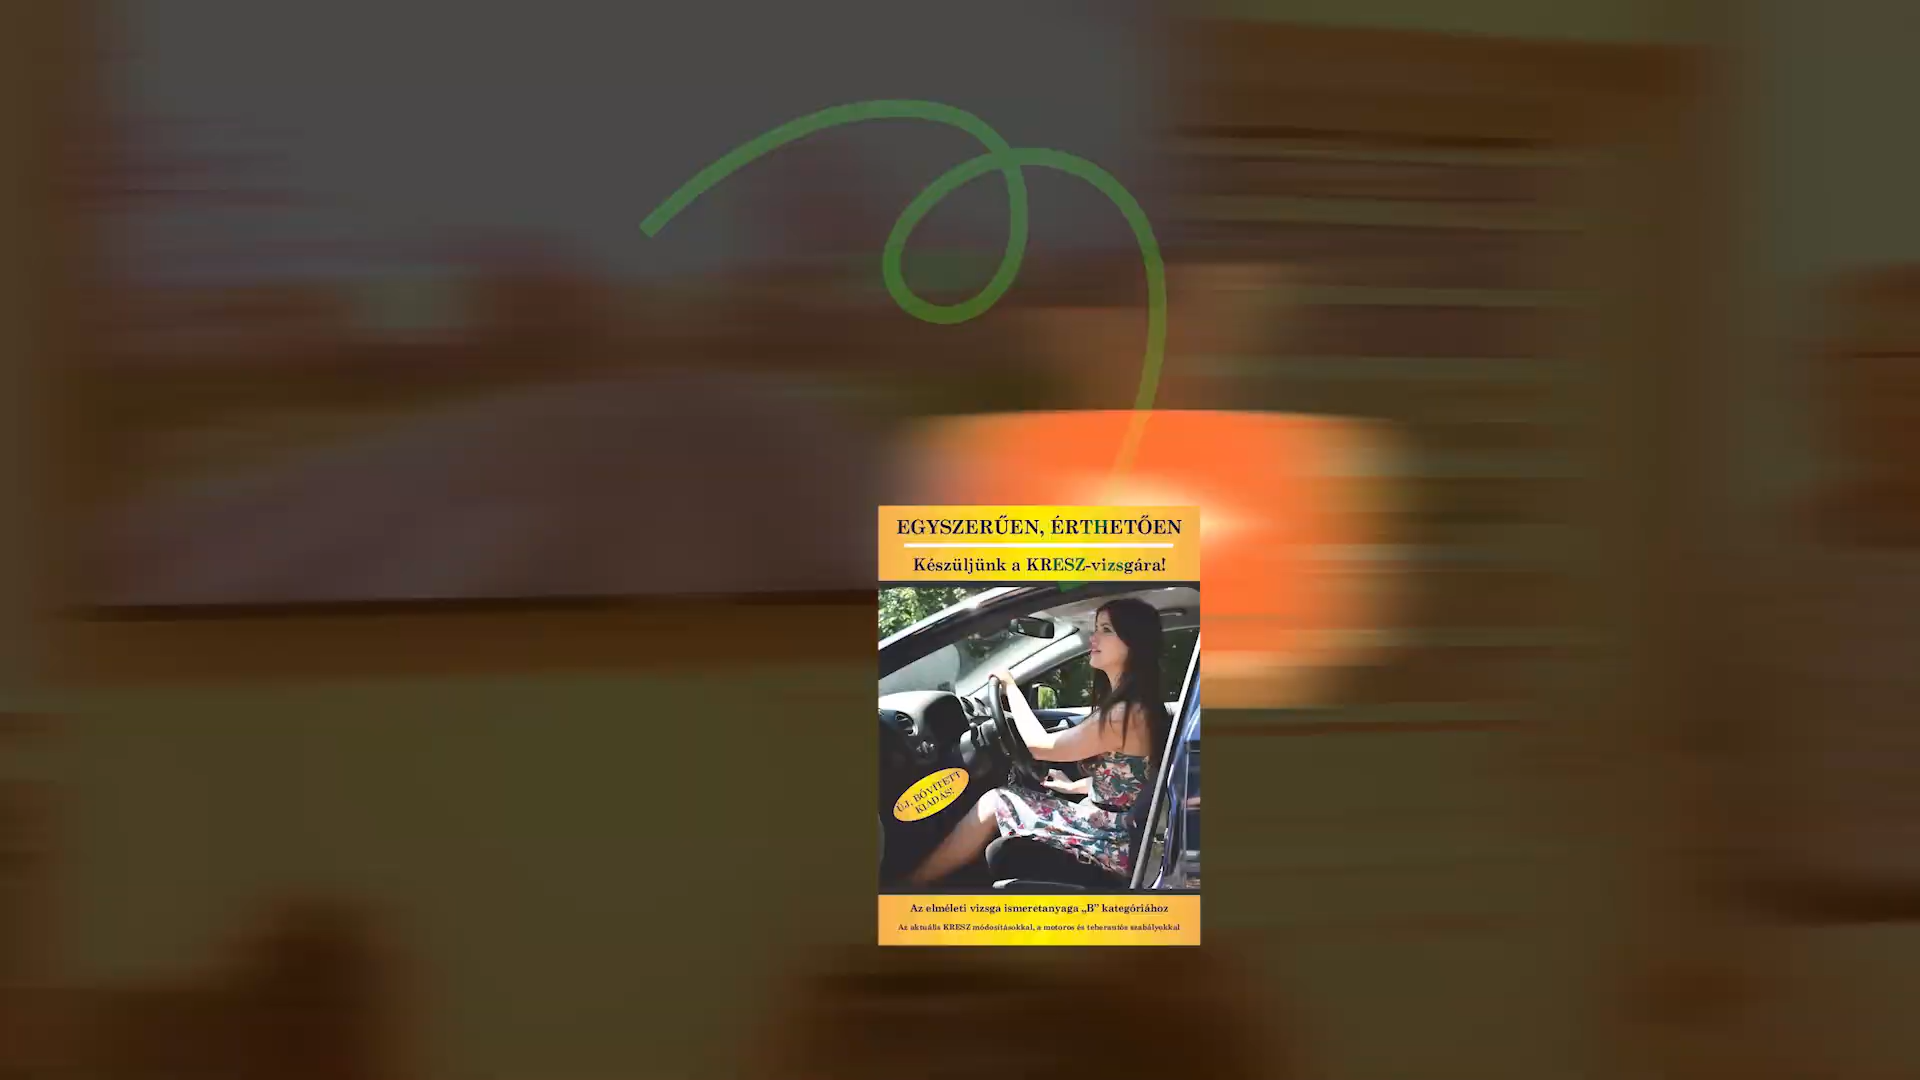 EGYSZERŰEN, ÉRTHETŐEN
Készüljünk a KRESZ-vizsgára!
ÚJ, BŐVÍTETT
KIADÁS!
Az elméleti vizsga ismeretanyaga „B” kategóriához
Az aktuális KRESZ módosításokkal, a motoros és teherautós szabályokkal